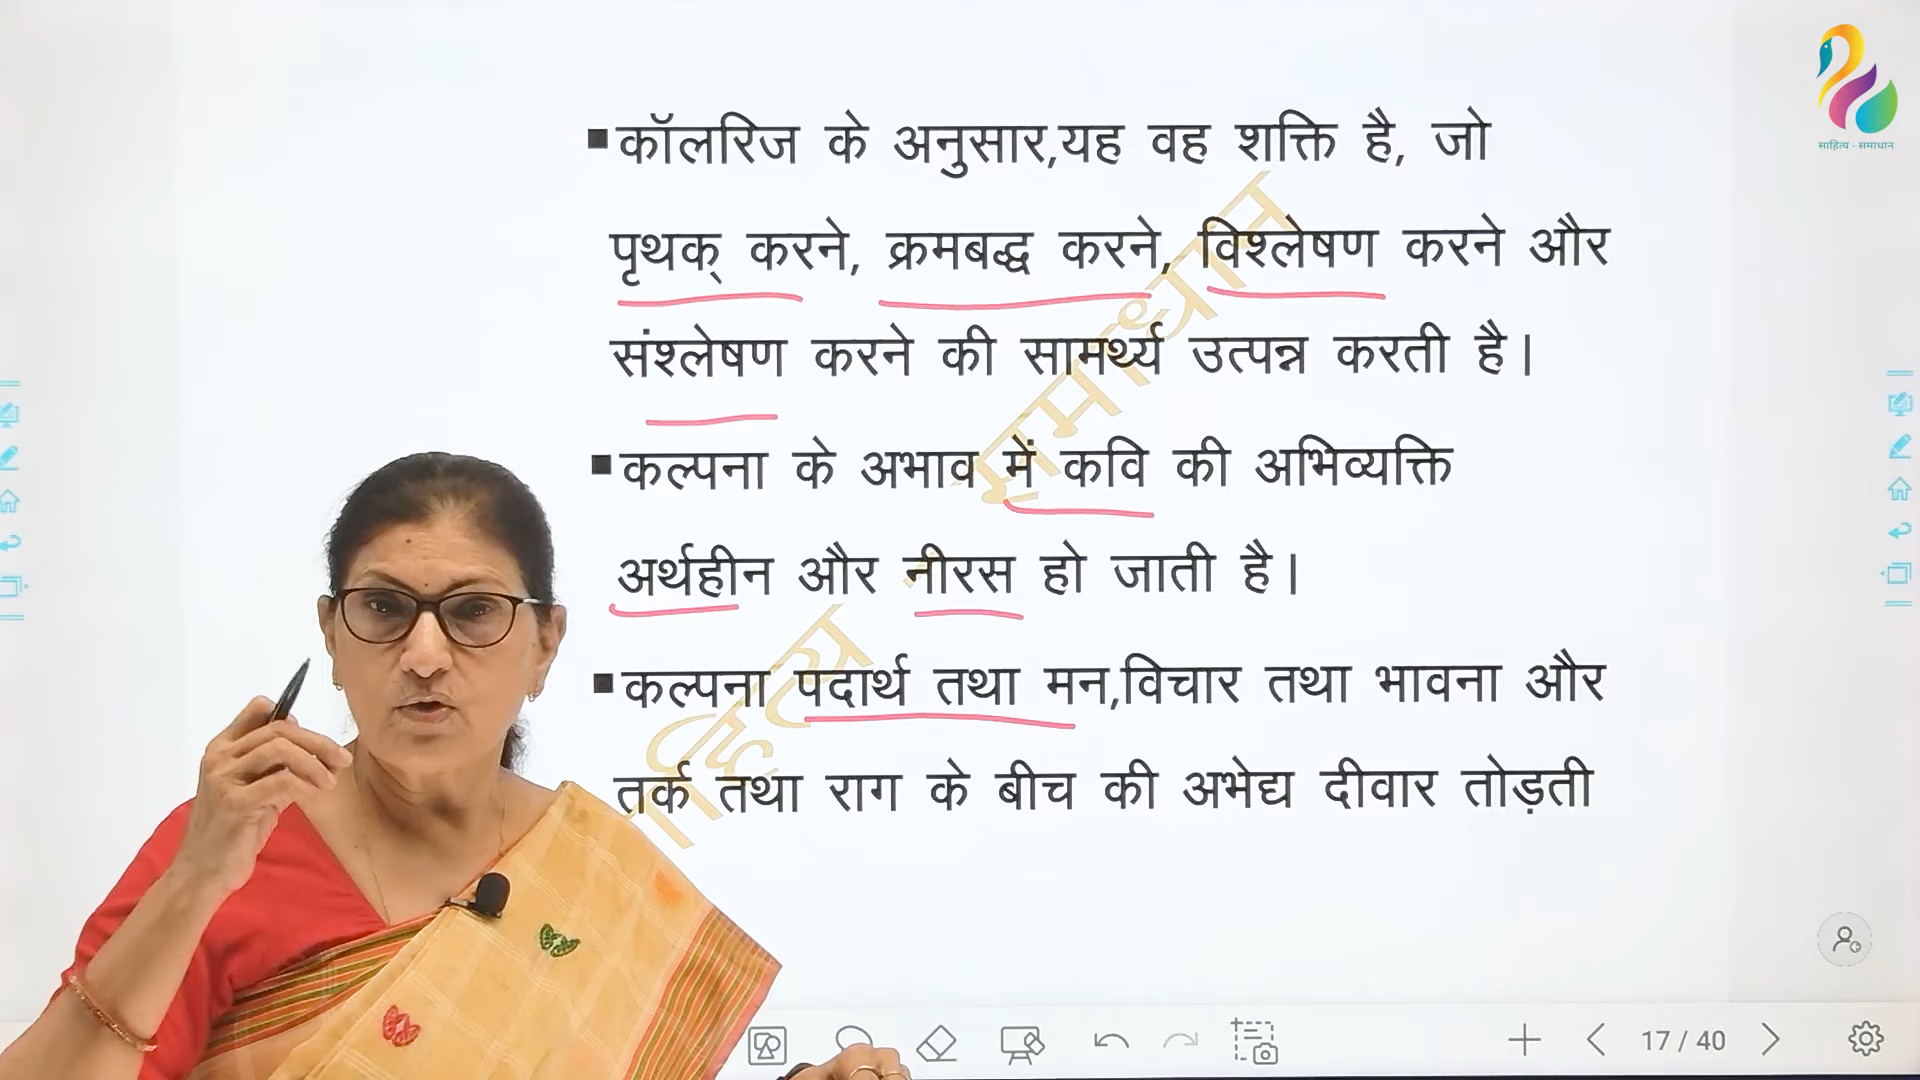 ▪कॉलरिज के अनुसार,यह वह शक्ति है, जो
पृथक् करने, क्रमबद्ध करने, विश्लेषण करने और
संश्लेषण करने की सामर्थ्य उत्पन्न करती है।
▪कल्पना के अभाव में कवि की अभिव्यक्ति
अर्थहीन और नीरस हो जाती है।
▪कल्पना पदार्थ तथा मन,विचार तथा भावना और
तर्क तथा राग के बीच की अभेद्य दीवार तोड़ती
साहित्य - समाधान
साहित्य - समाधान
17 / 40